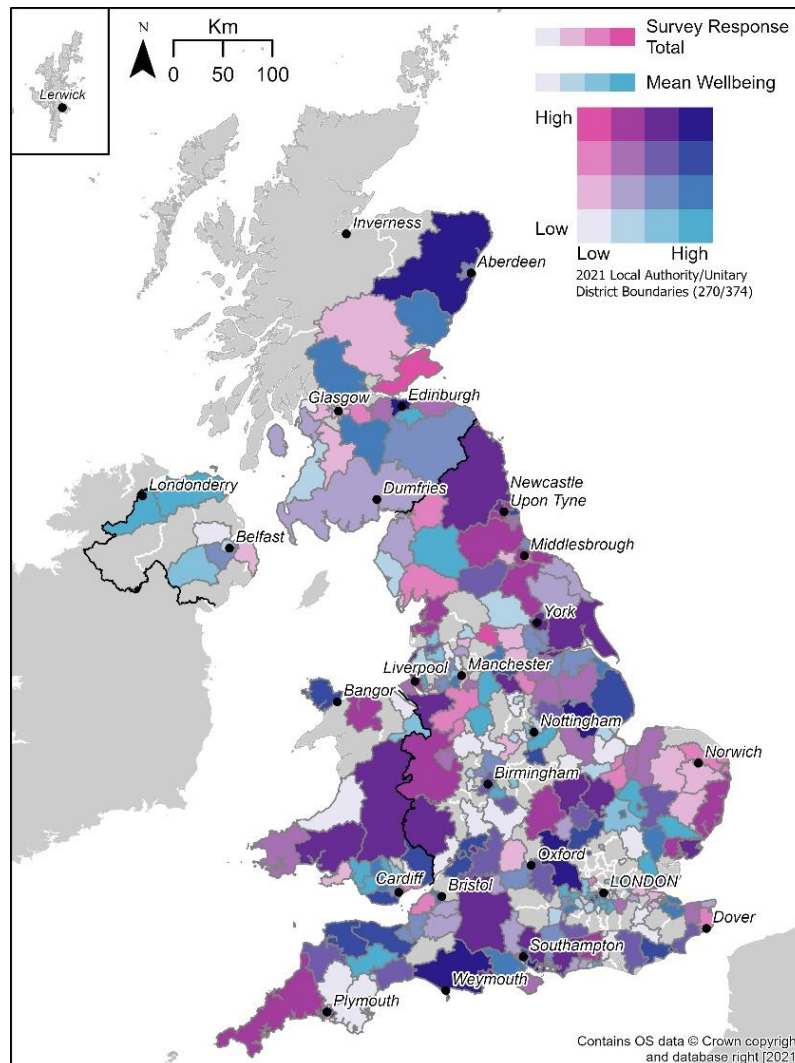 Lerwick
N
Km
0 50 100
Survey Response
Total
Mean Wellbeing
High
Low
Low High
2021 Local Authority/Unitary
District Boundaries (270/374)
Inverness
Aberdeen
Glasgow
Edinburgh
Londonderry
Belfast
Dumfries
Newcastle
Upon Tyne
Middlesbrough
York
Liverpool
Manchester
Bangor
Nottingham
Norwich
Birmingham
Oxford
Cardiff
Bristol
LONDON
Dover
Southampton
Weymouth
Plymouth
Contains OS data © Crown copyrigh
and database right [2021